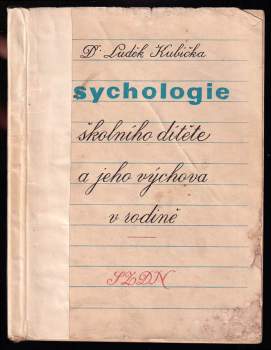 Dr Luděk Kubička
sychologie
školního dítěte
a jeho výchova
v rodině
SZDN